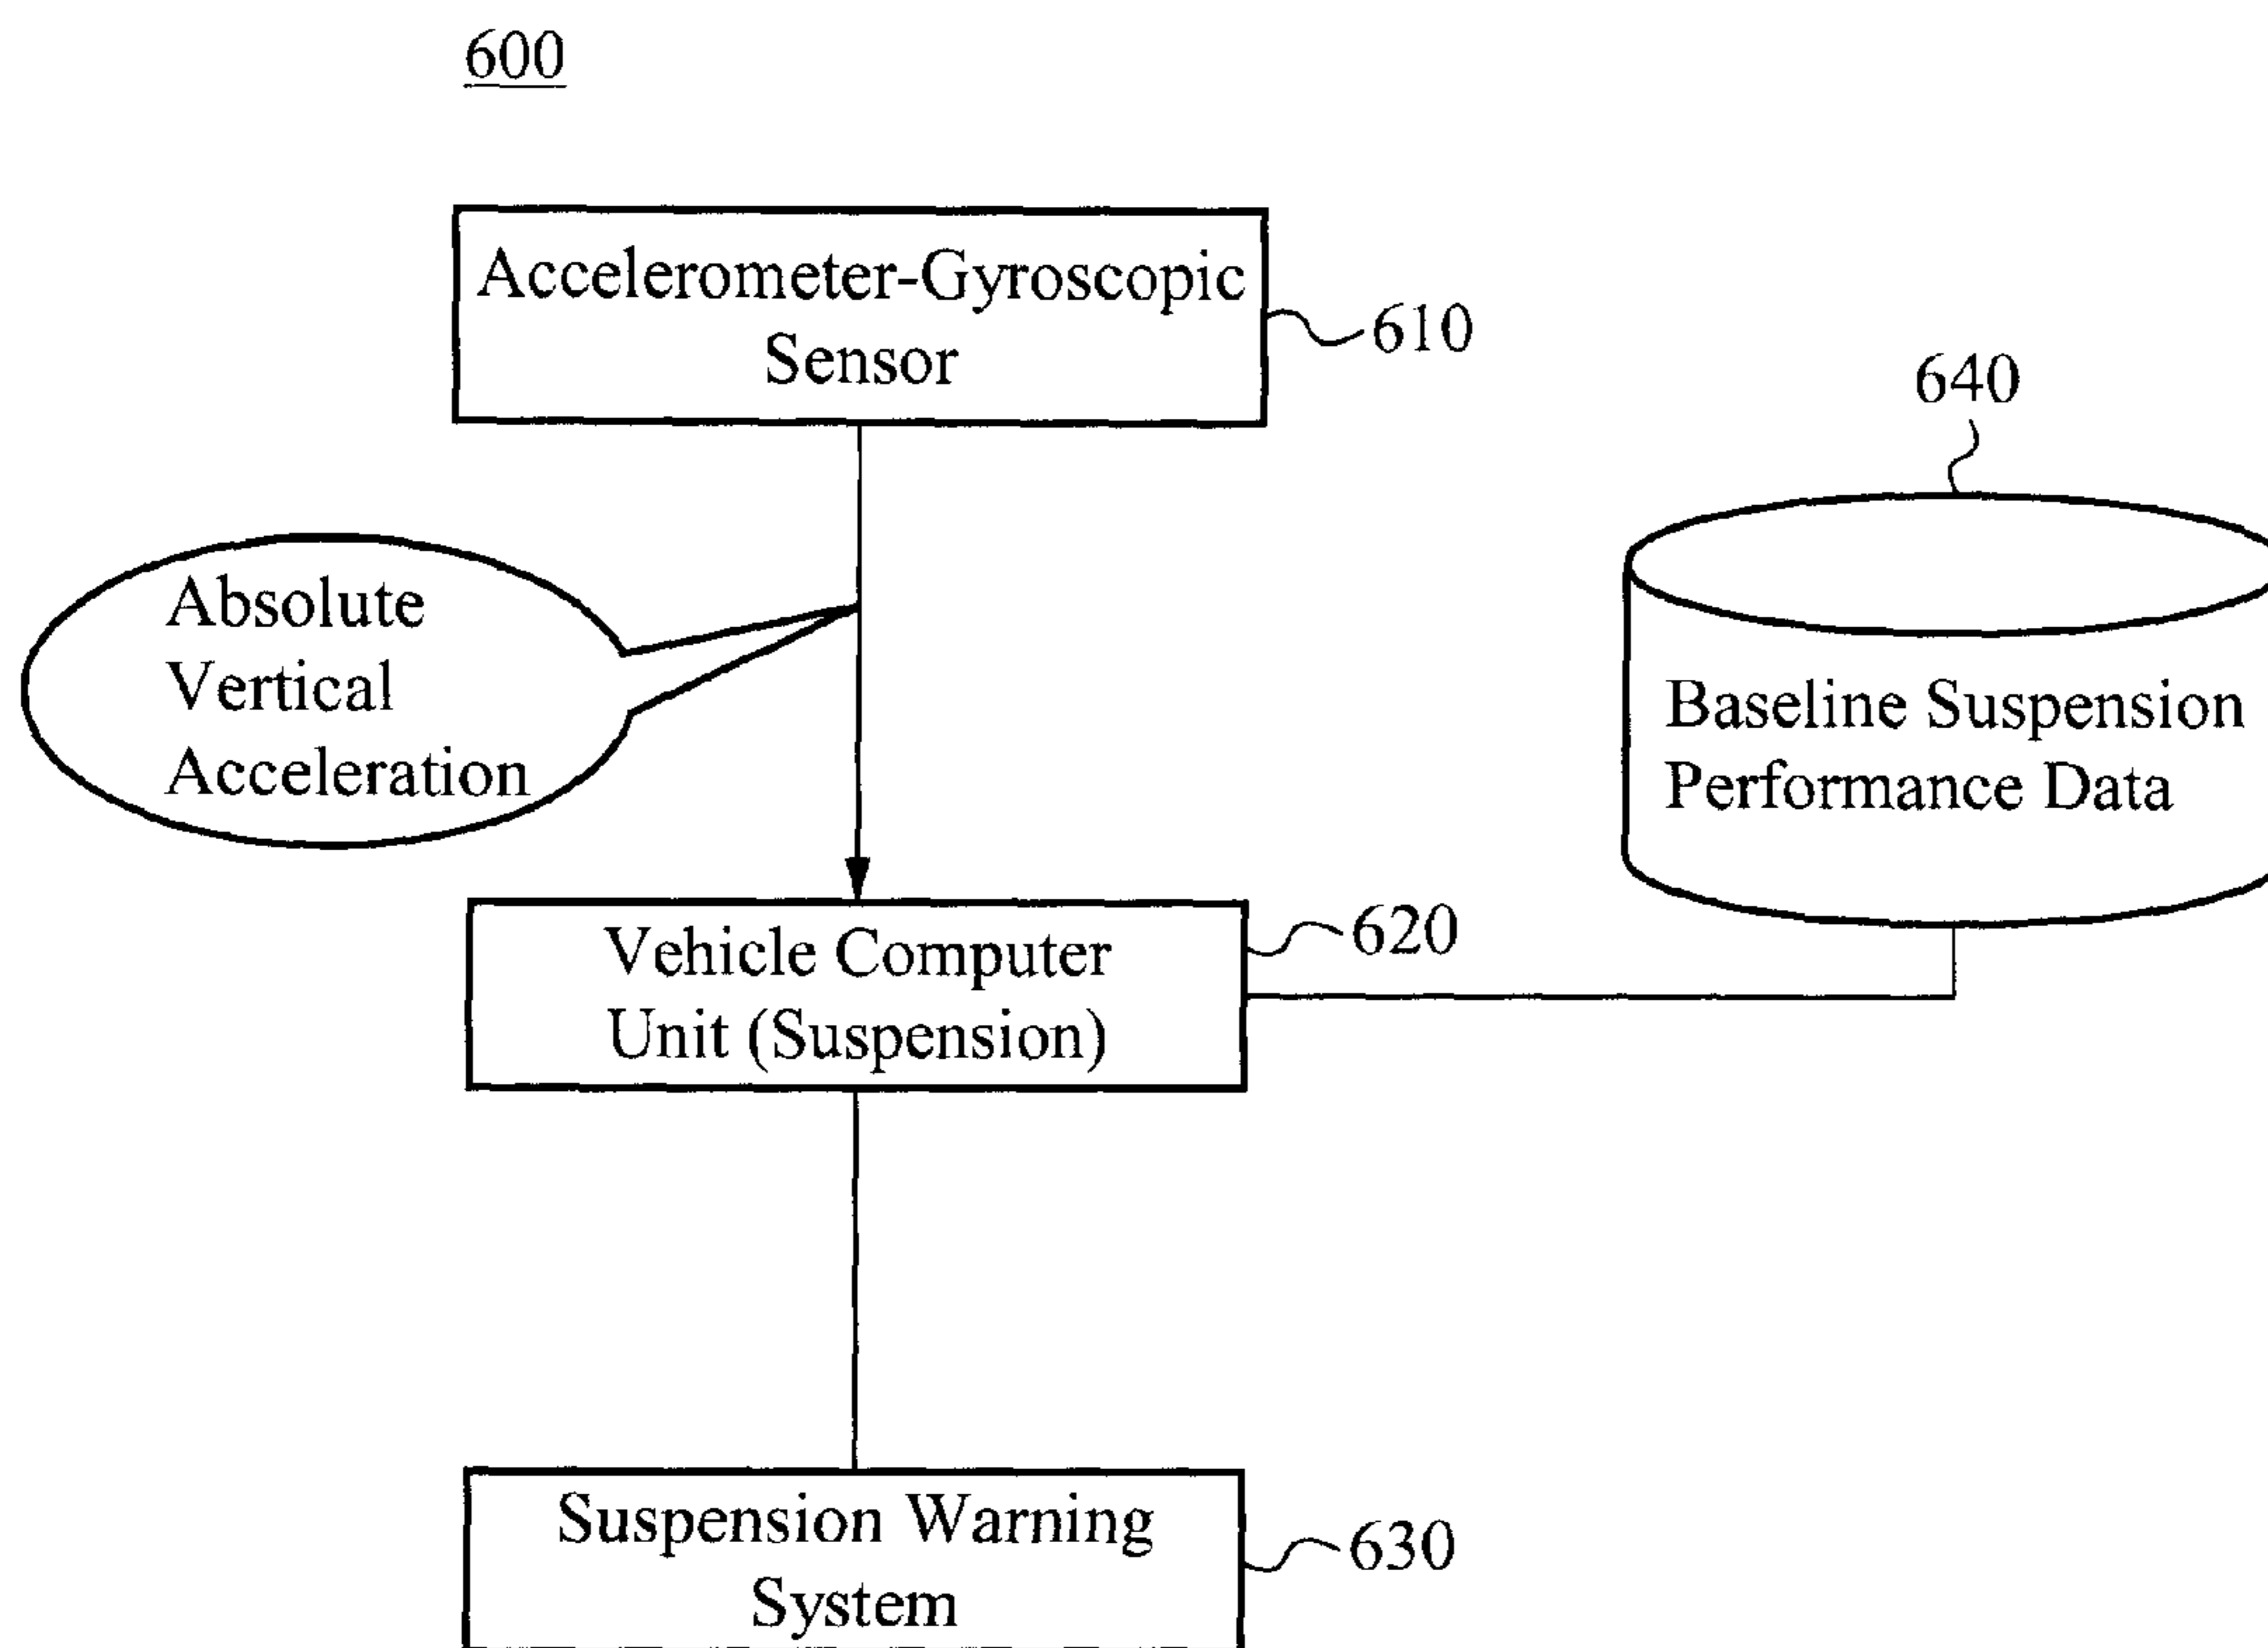 600
Accelerometer-Gyroscopic
Sensor
610
640
Absolute
Vertical
Acceleration
Baseline Suspension
Performance Data
Vehicle Computer
Unit (Suspension)
620
Suspension Warning
System
630